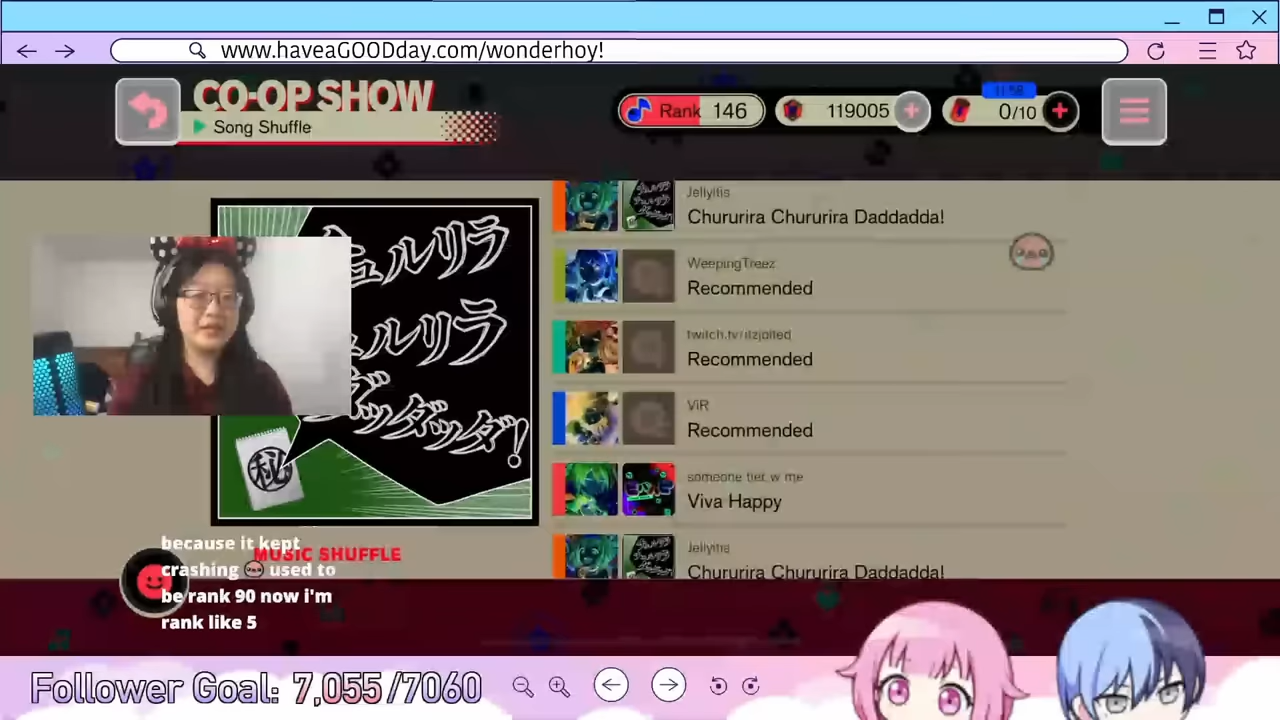 www.haveaGOODday.com/wonderhoy!
CO-OP SHOW
Song Shuffle
Rank 146
119005
0/10
Jellyitis
Chururira Chururira Daddadda!
WeepingTreez
Recommended
twitch.tv/itzjolted
Recommended
ViR
Recommended
someone tier w me
Viva Happy
Jellyitis
Chururira Chururira Daddadda!
ュルリラ
ュルリラ
ダッダッダ!
秘
MUSIC SHUFFLE
because it kept
crashing used to
be rank 90 now i'm
rank like 5
Follower Goal: 7,055/7060